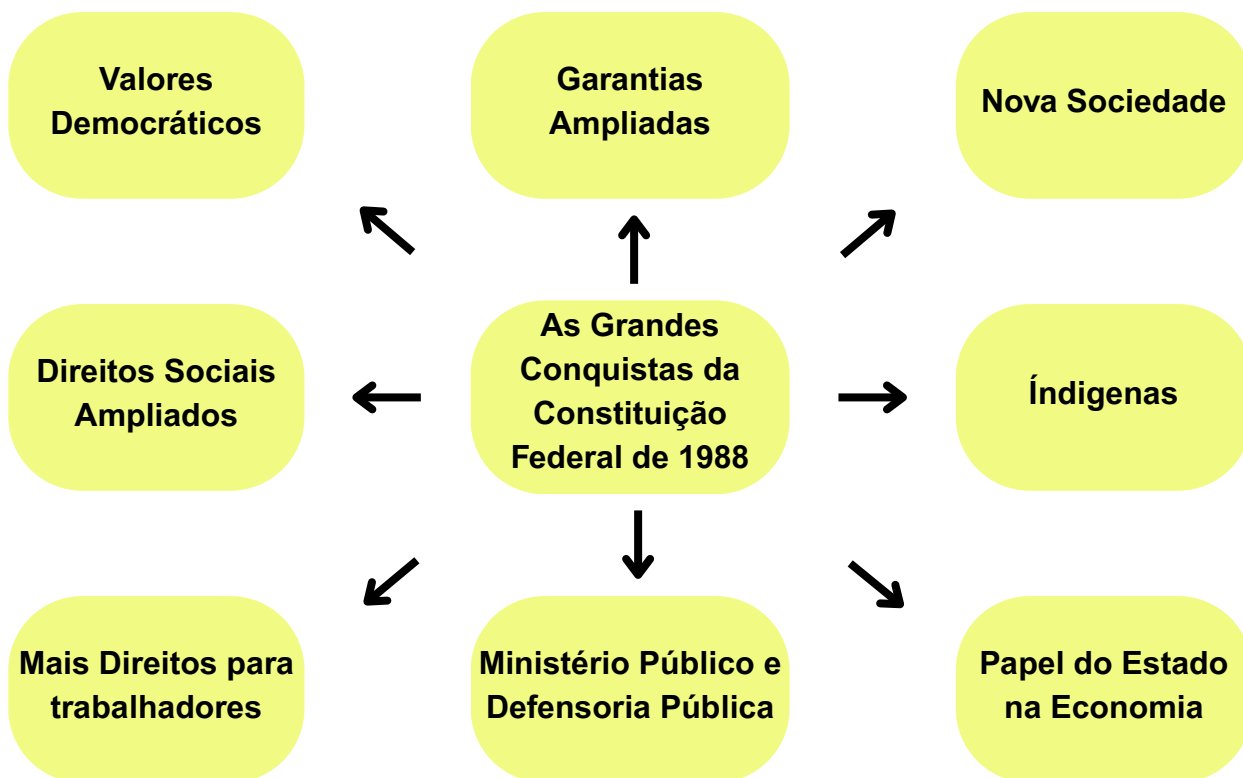 Valores
Democráticos
Garantias
Ampliadas
Nova Sociedade
Direitos Sociais
Ampliados
As Grandes
Conquistas da
Constituição
Federal de 1988
Índigenas
Mais Direitos para
trabalhadores
Ministério Público e
Defensoria Pública
Papel do Estado
na Economia